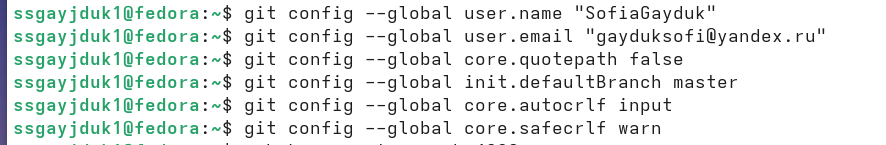 ssgayjduk1@fedora:~$ git config --global user.name "SofiaGayduk"
ssgayjduk1@fedora:~$ git config --global user.email "gayduksofi@yandex.ru"
ssgayjduk1@fedora:~$ git config --global core.quotepath false
ssgayjduk1@fedora:~$ git config --global init.defaultBranch master
ssgayjduk1@fedora:~$ git config --global core.autocrlf input
ssgayjduk1@fedora:~$ git config --global core.safecrlf warn